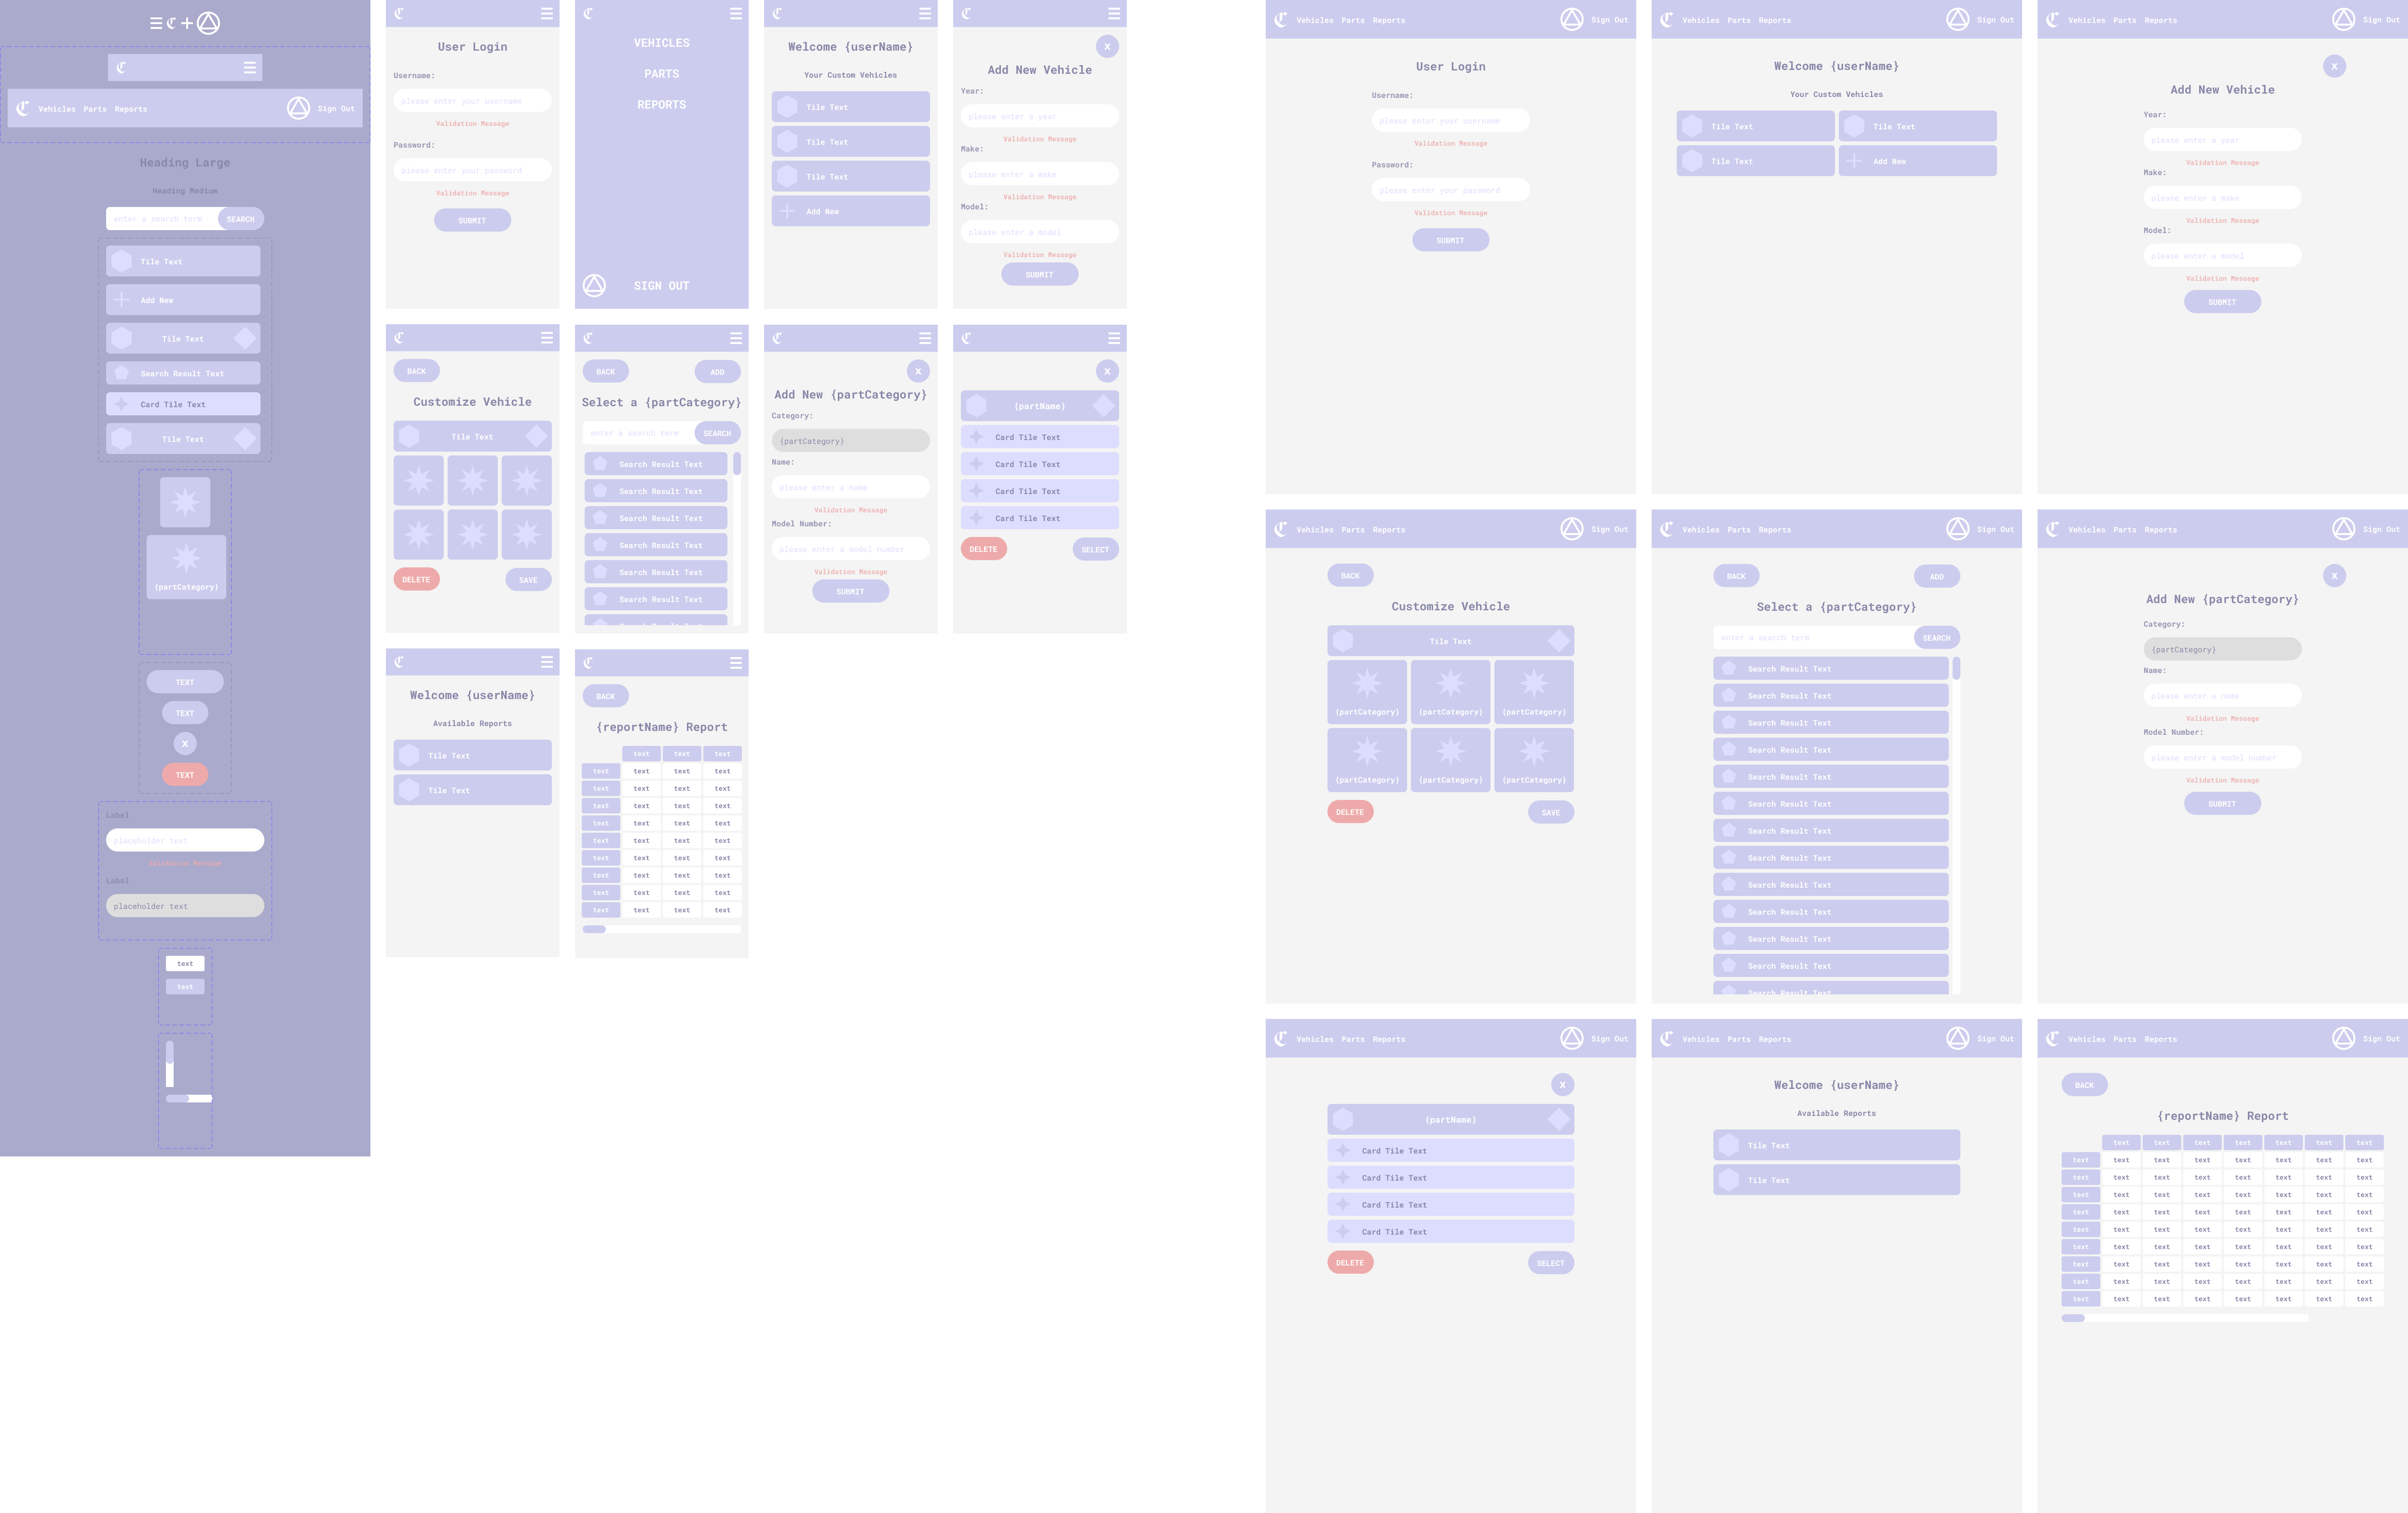 Vehicles Parts Reports Sign Out
Heading Large
Heading Medium
enter a search term SEARCH
Tile Text
Add New
Tile Text
Search Result Text
Card Tile Text
Tile Text
{partCategory}
TEXT
TEXT
X
TEXT
Label
placeholder text
Validation Message
Label
placeholder text
text
text
User Login
Username:
please enter your username
Validation Message
Password:
please enter your password
Validation Message
SUBMIT
VEHICLES
PARTS
REPORTS
SIGN OUT
Welcome {userName}
Your Custom Vehicles
Tile Text
Tile Text
Tile Text
Add New
X
Add New Vehicle
Year:
please enter a year
Validation Message
Make:
please enter a make
Validation Message
Model:
please enter a model
Validation Message
SUBMIT
BACK
Customize Vehicle
Tile Text
DELETE SAVE
BACK ADD
Select a {partCategory}
enter a search term SEARCH
Search Result Text
Search Result Text
Search Result Text
Search Result Text
Search Result Text
Search Result Text
Search Result Text
X
Add New {partCategory}
Category:
{partCategory}
Name:
please enter a name
Validation Message
Model Number:
please enter a model number
Validation Message
SUBMIT
X
{partName}
Card Tile Text
Card Tile Text
Card Tile Text
Card Tile Text
DELETE SELECT
Welcome {userName}
Available Reports
Tile Text
Tile Text
BACK
{reportName} Report
text text text
text text text text
text text text text
text text text text
text text text text
text text text text
text text text text
text text text text
text text text text
text text text text
Vehicles Parts Reports Sign Out
User Login
Username:
please enter your username
Validation Message
Password:
please enter your password
Validation Message
SUBMIT
Vehicles Parts Reports Sign Out
Welcome {userName}
Your Custom Vehicles
Tile Text Tile Text
Tile Text Add New
Vehicles Parts Reports Sign Out
X
Add New Vehicle
Year:
please enter a year
Validation Message
Make:
please enter a make
Validation Message
Model:
please enter a model
Validation Message
SUBMIT
Vehicles Parts Reports Sign Out
BACK
Customize Vehicle
Tile Text
{partCategory} {partCategory} {partCategory}
{partCategory} {partCategory} {partCategory}
DELETE SAVE
Vehicles Parts Reports Sign Out
BACK ADD
Select a {partCategory}
enter a search term SEARCH
Search Result Text
Search Result Text
Search Result Text
Search Result Text
Search Result Text
Search Result Text
Search Result Text
Search Result Text
Search Result Text
Search Result Text
Search Result Text
Search Result Text
Search Result Text
Vehicles Parts Reports Sign Out
X
Add New {partCategory}
Category:
{partCategory}
Name:
please enter a name
Validation Message
Model Number:
please enter a model number
Validation Message
SUBMIT
Vehicles Parts Reports Sign Out
X
{partName}
Card Tile Text
Card Tile Text
Card Tile Text
Card Tile Text
DELETE SELECT
Vehicles Parts Reports Sign Out
Welcome {userName}
Available Reports
Tile Text
Tile Text
Vehicles Parts Reports Sign Out
BACK
{reportName} Report
text text text text text text text
text text text text text text text text
text text text text text text text text
text text text text text text text text
text text text text text text text text
text text text text text text text text
text text text text text text text text
text text text text text text text text
text text text text text text text text
text text text text text text text text